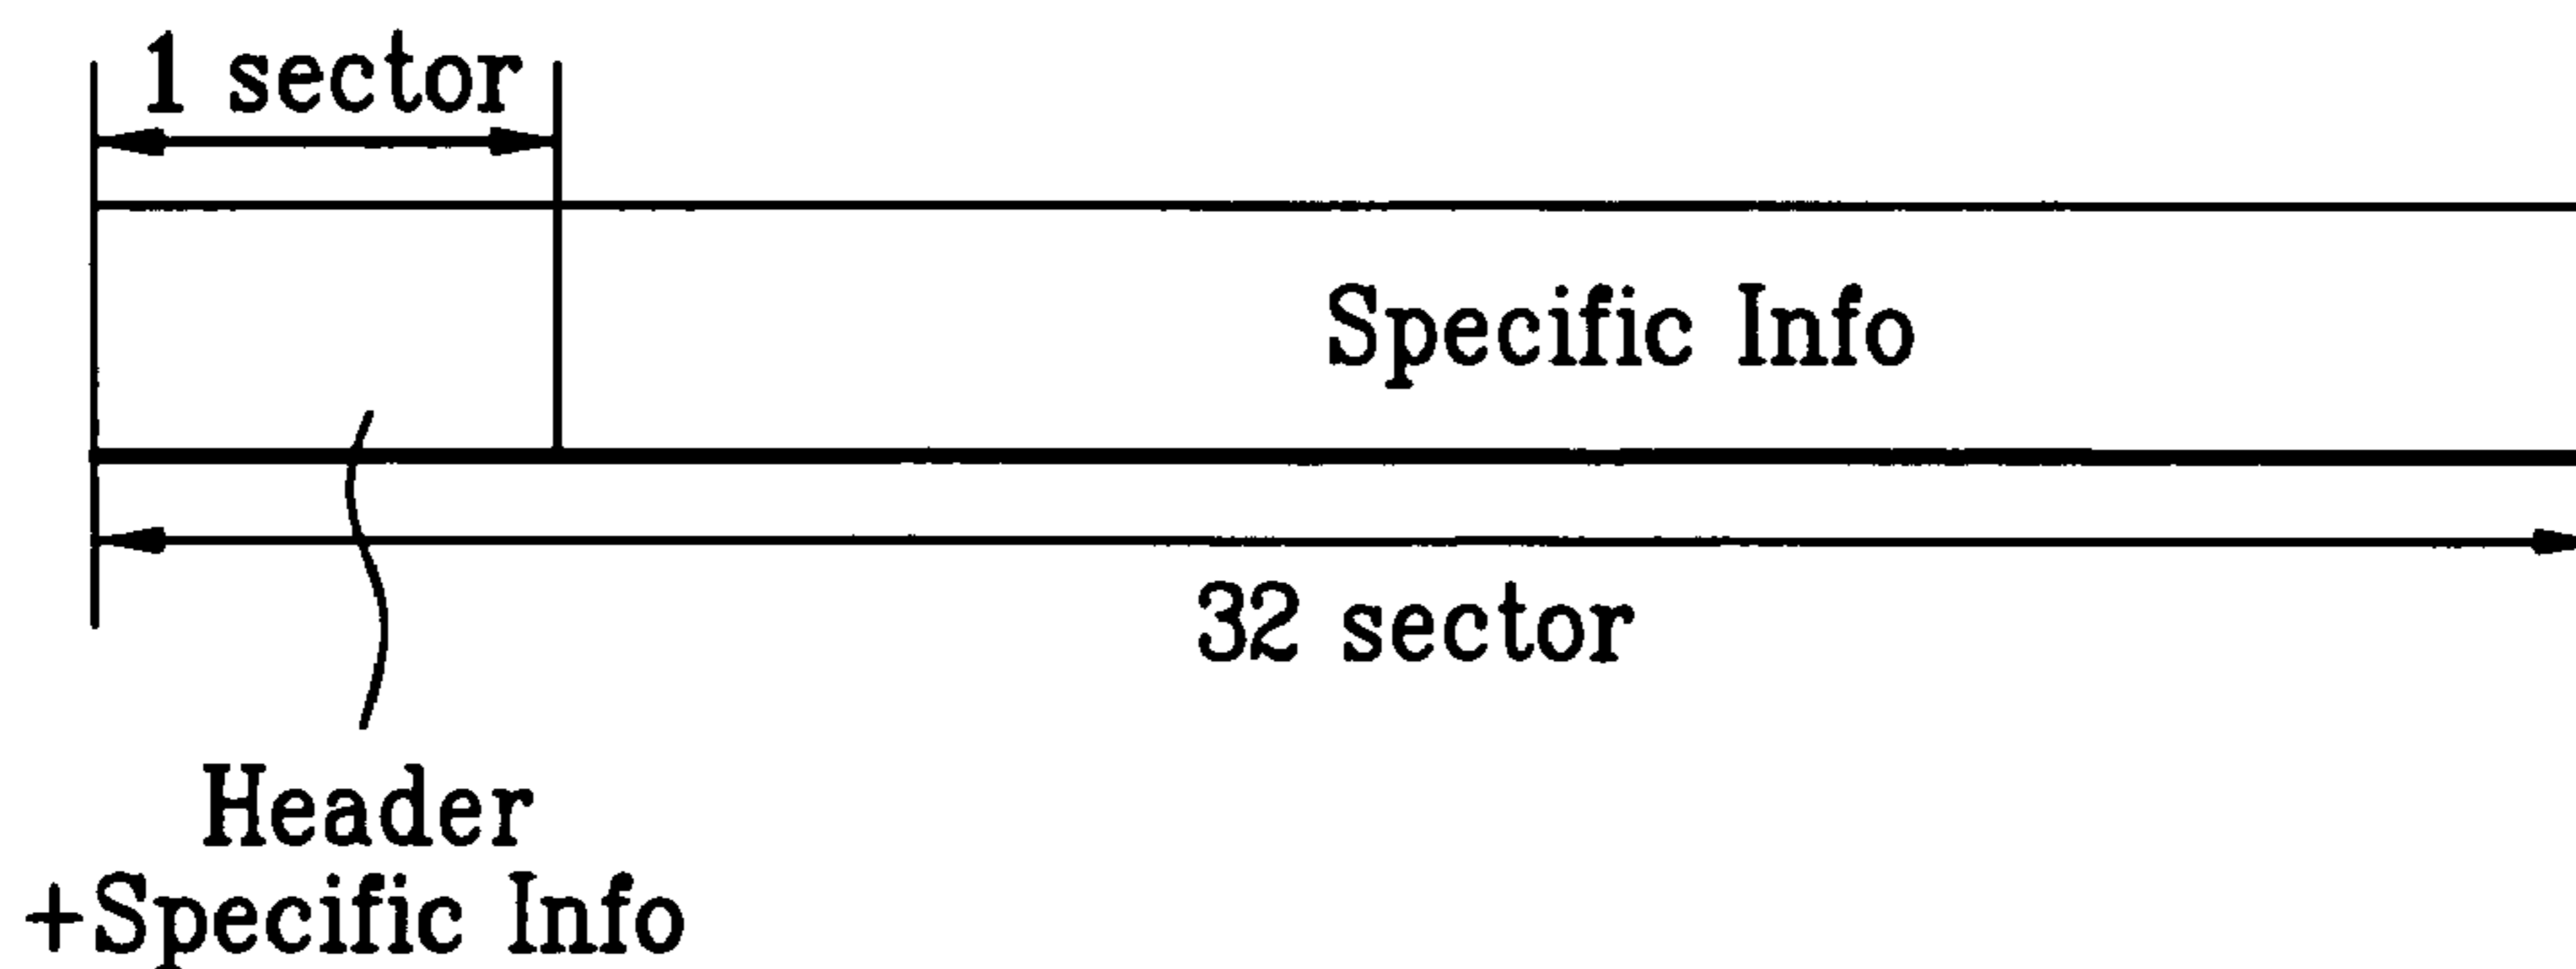 1 sector
Specific Info
32 sector
Header
+Specific Info